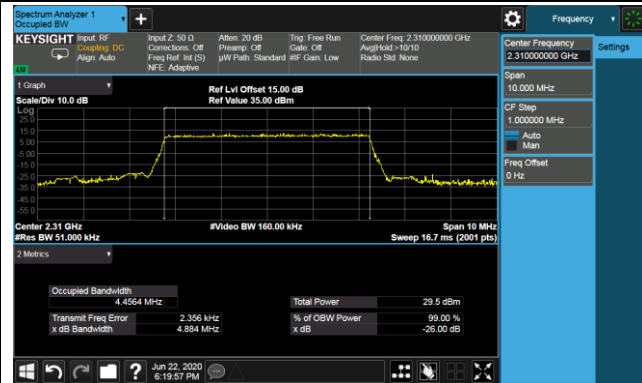 Spectrum Analyzer 1
Occupied BW
Frequency
KEYSIGHT
Input: RF
Coupling: DC
Align: Auto
Input Z: 50 Ω
Corrections: Off
Freq Ref: Int (S)
NFE: Adaptive
Atten: 20 dB
Preamp: Off
µW Path: Standard
Trig: Free Run
Gate: Off
#IF Gain: Low
Center Freq: 2.310000000 GHz
Avg|Hold:>10/10
Radio Std: None
LXI
Center Frequency
2.310000000 GHz
Settings
Span
10.000 MHz
CF Step
1.000000 MHz
Auto
Man
Freq Offset
0 Hz
1 Graph
Scale/Div 10.0 dB
Ref Lvl Offset 15.00 dB
Ref Value 35.00 dBm
Log
25.0
15.0
5.00
-5.00
-15.0
-25.0
-35.0
-45.0
-55.0
Center 2.31 GHz
#Res BW 51.000 kHz
#Video BW 160.00 kHz
Span 10 MHz
Sweep 16.7 ms (2001 pts)
2 Metrics
Occupied Bandwidth
4.4564 MHz
Total Power 29.5 dBm
Transmit Freq Error 2.356 kHz
% of OBW Power 99.00 %
x dB Bandwidth 4.884 MHz
x dB -26.00 dB
Jun 22, 2020
6:19:57 PM